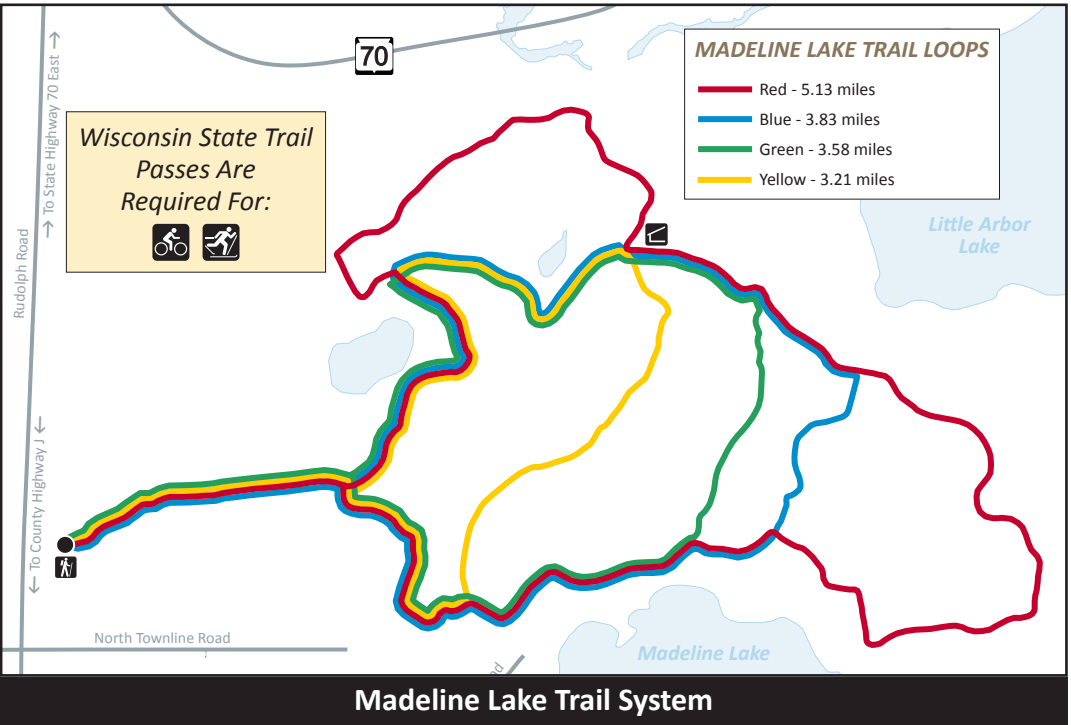 70
MADELINE LAKE TRAIL LOOPS
Red - 5.13 miles
Blue - 3.83 miles
Green - 3.58 miles
Yellow - 3.21 miles
Wisconsin State Trail
Passes Are
Required For:
To State Highway 70 East
Rudolph Road
To County Highway J
Little Arbor
Lake
North Townline Road
Madeline Lake
Madeline Lake Trail System